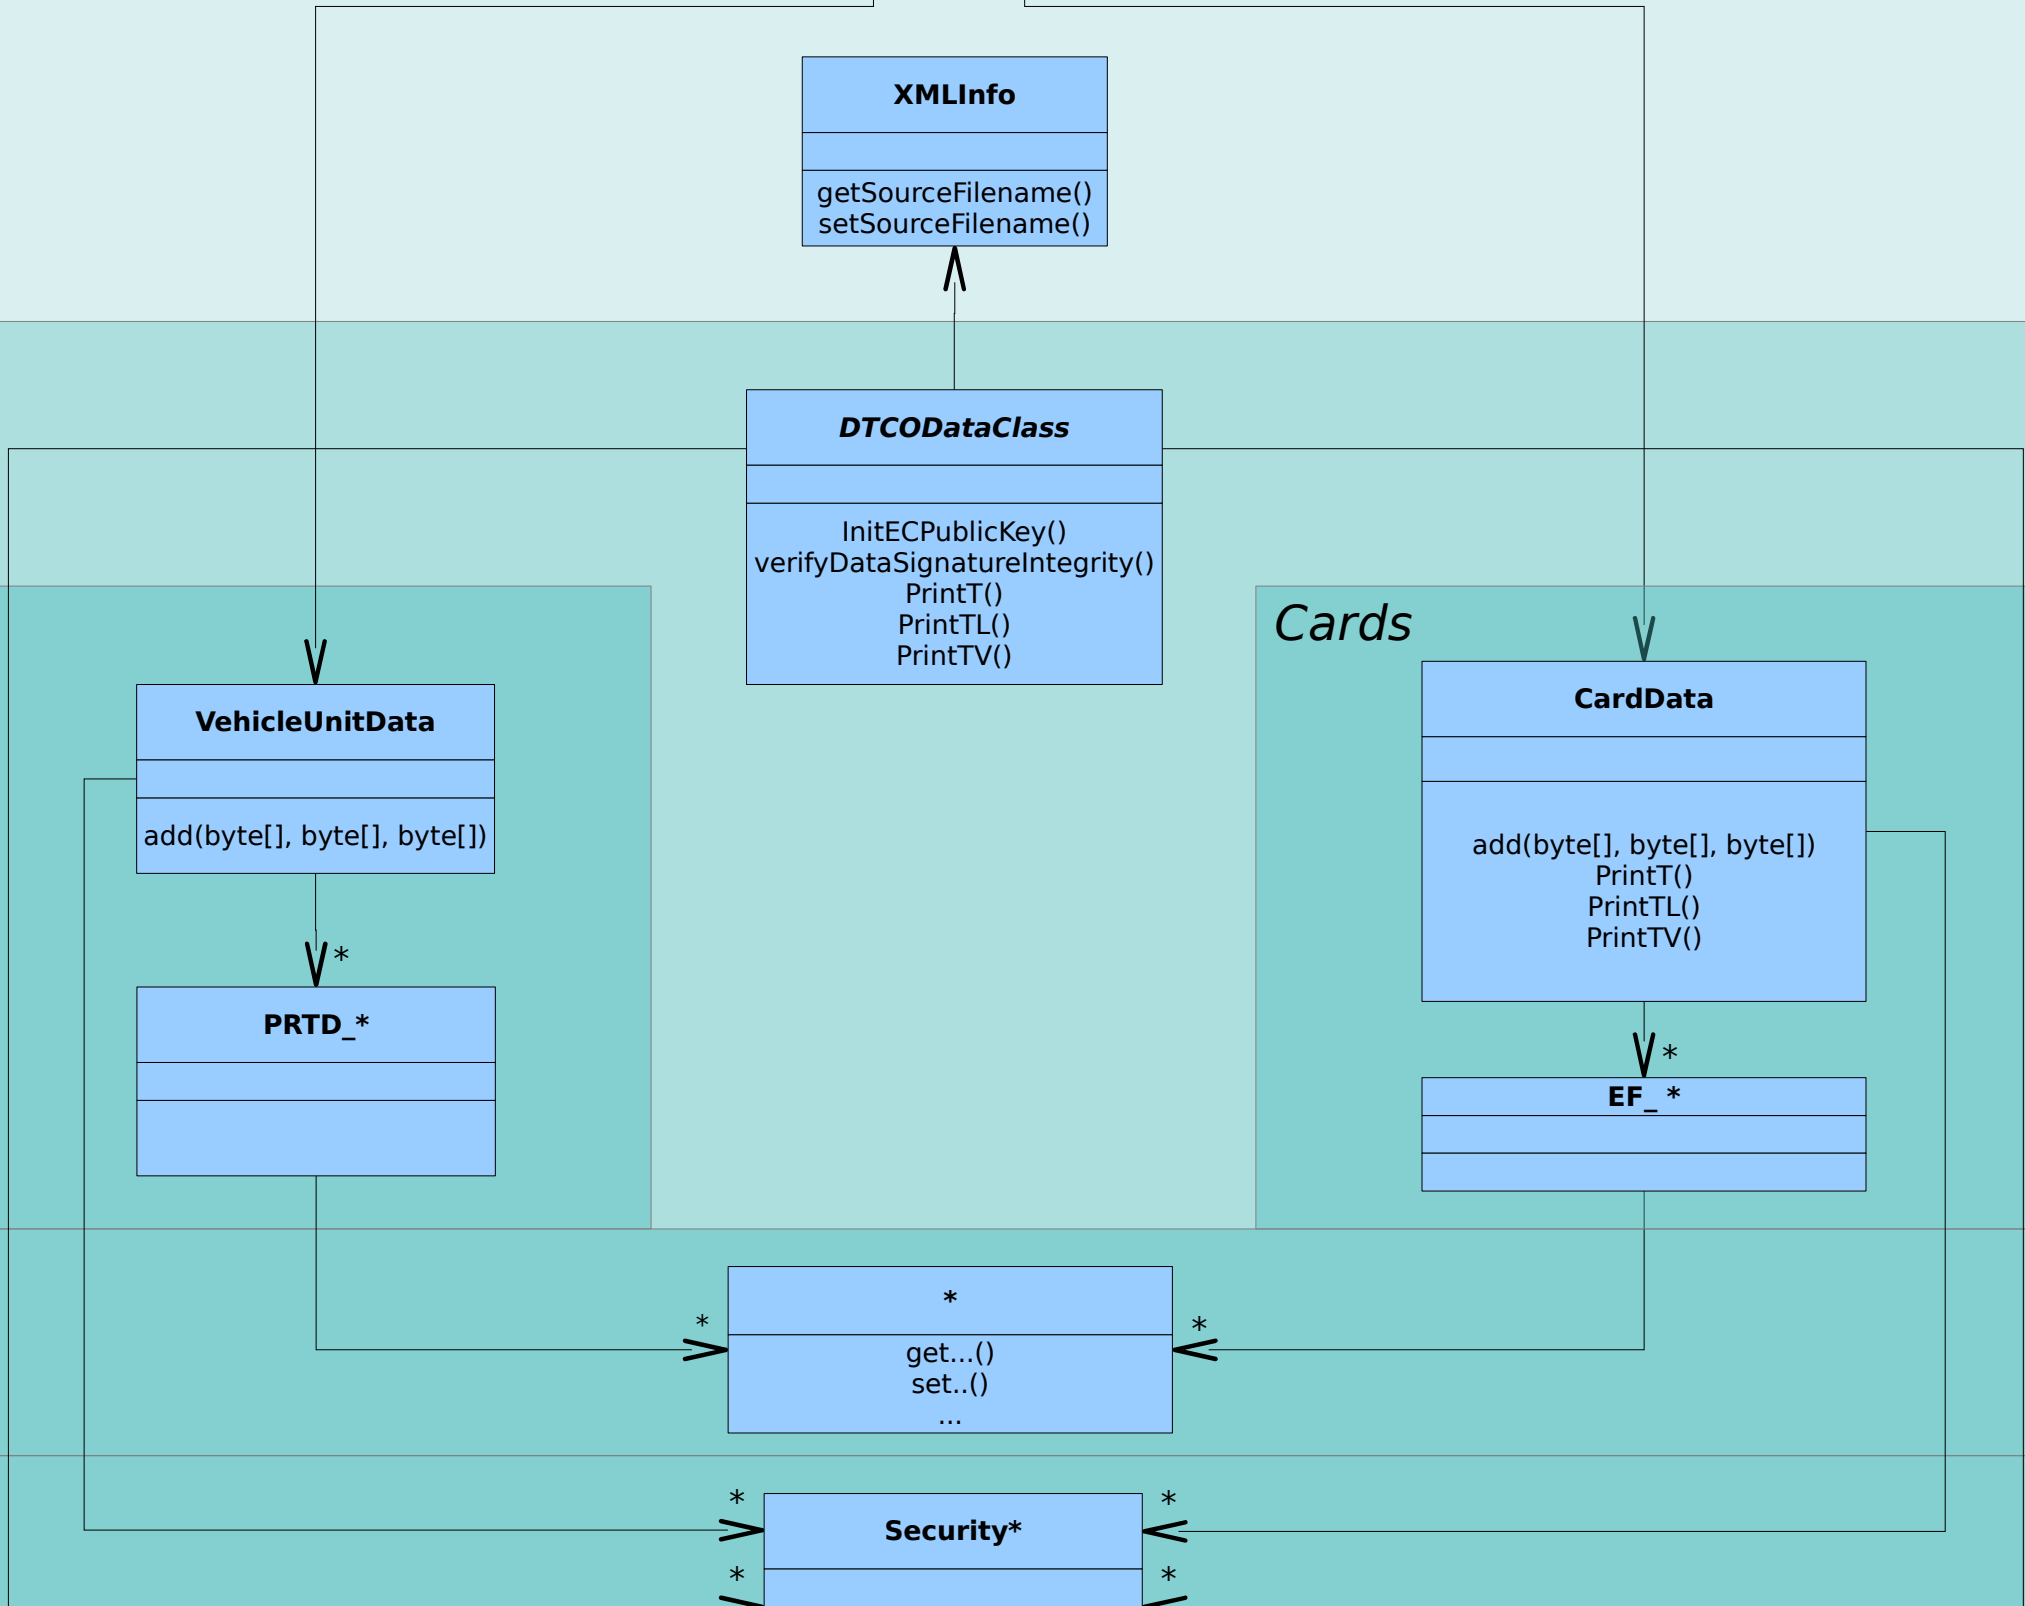 XMLInfo
getSourceFilename()
setSourceFilename()
DTCODataClass
InitECPublicKey()
verifyDataSignatureIntegrity()
PrintT()
PrintTL()
PrintTV()
Cards
VehicleUnitData
add(byte[], byte[], byte[])
*
PRTD_*
CardData
add(byte[], byte[], byte[])
PrintT()
PrintTL()
PrintTV()
*
EF_ *
*
*
*
get...()
set..()
...
*
*
Security*
*
*